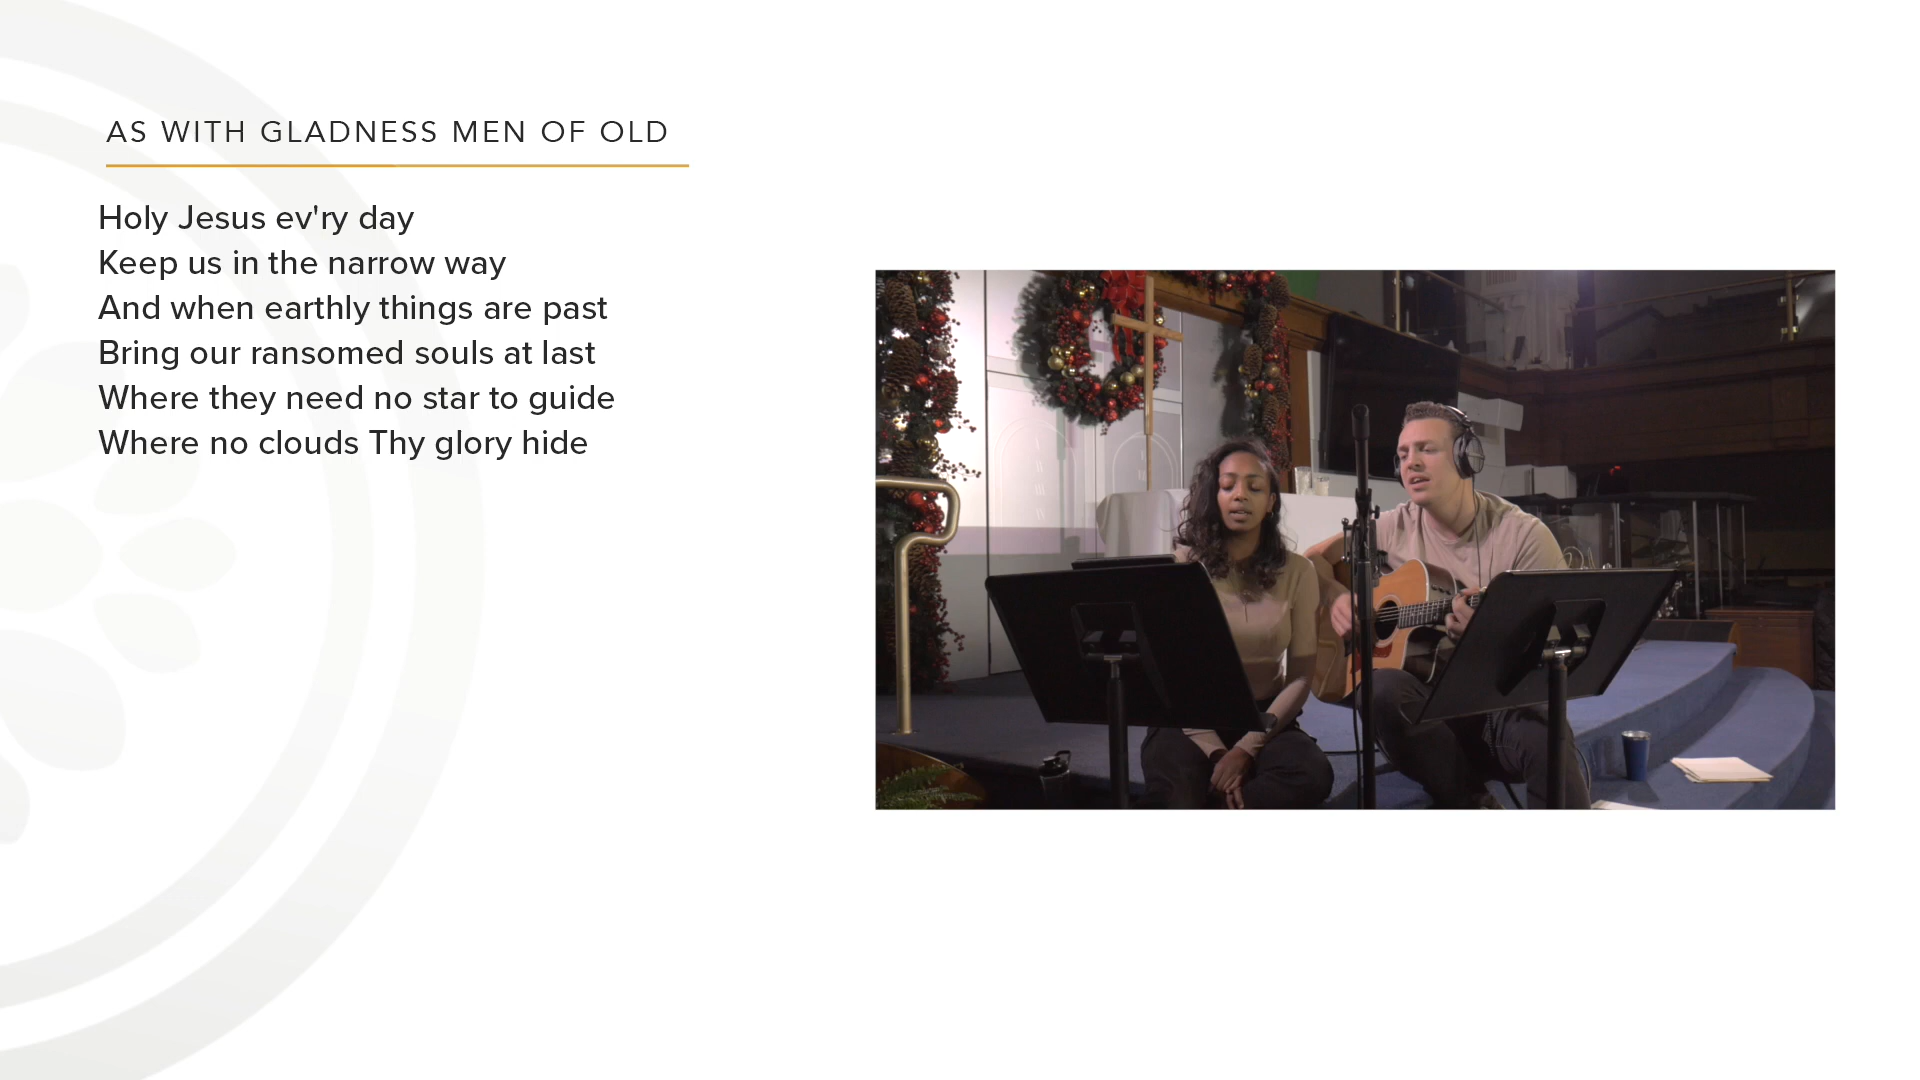 AS WITH GLADNESS MEN OF OLD
Holy Jesus ev'ry day
Keep us in the narrow way
And when earthly things are past
Bring our ransomed souls at last
Where they need no star to guide
Where no clouds Thy glory hide